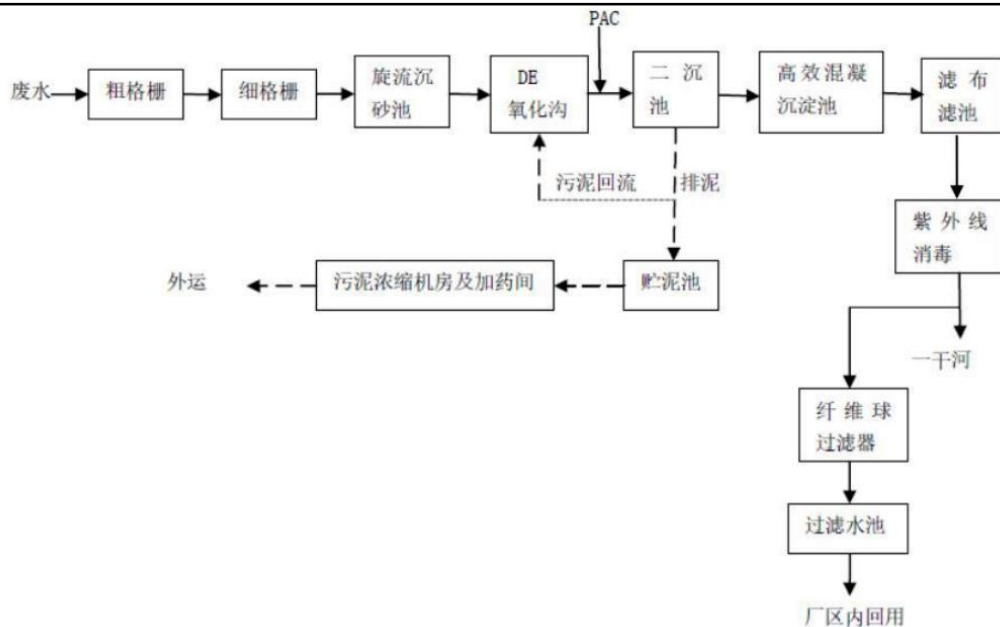 PAC
废水
粗格栅
细格栅
旋流沉
砂池
DE
氧化沟
二沉
池
高效混凝
沉淀池
滤布
滤池
污泥回流
排泥
紫外线
消毒
外运
污泥浓缩机房及加药间
贮泥池
一干河
纤维球
过滤器
过滤水池
厂区内回用